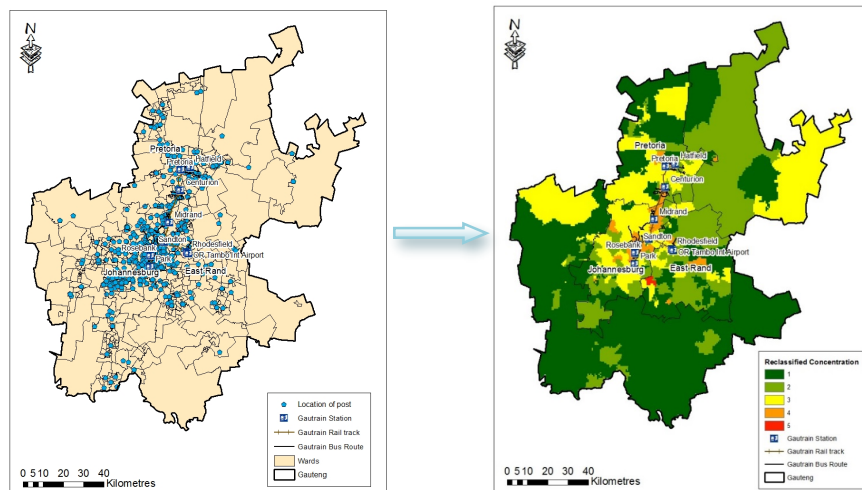 N
Pretoria
Pretoria
Hatfield
Centurion
Midrand
Sandton
Rosebank
Rhodesfield
Park
OR Tambo Int Airport
Johannesburg
East Rand
Location of post
Gautrain Station
Gautrain Rail track
Gautrain Bus Route
Wards
Gauteng
0 5 10 20 30 40
Kilometres
N
Pretoria
Pretoria
Hatfield
Centurion
Midrand
Sandton
Rosebank
Rhodesfield
Park
OR Tambo Int Airport
Johannesburg
East Rand
Reclassified Concentration
1
2
3
4
5
Gautrain Station
Gautrain Rail track
Gautrain Bus Route
Gauteng
0 5 10 20 30 40
Kilometres